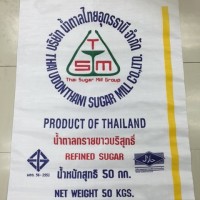 บริษัท น้ำตาลไทยอุดรธานี จำกัด
THAI UDONTHANI SUGAR MILL CO.,LTD.
T
S M
Thai Sugar Mill Group
PRODUCT OF THAILAND
น้ำตาลทรายขาวบริสุทธิ์
REFINED SUGAR
น้ำหนักสุทธิ 50 กก.
NET WEIGHT 50 KGS.